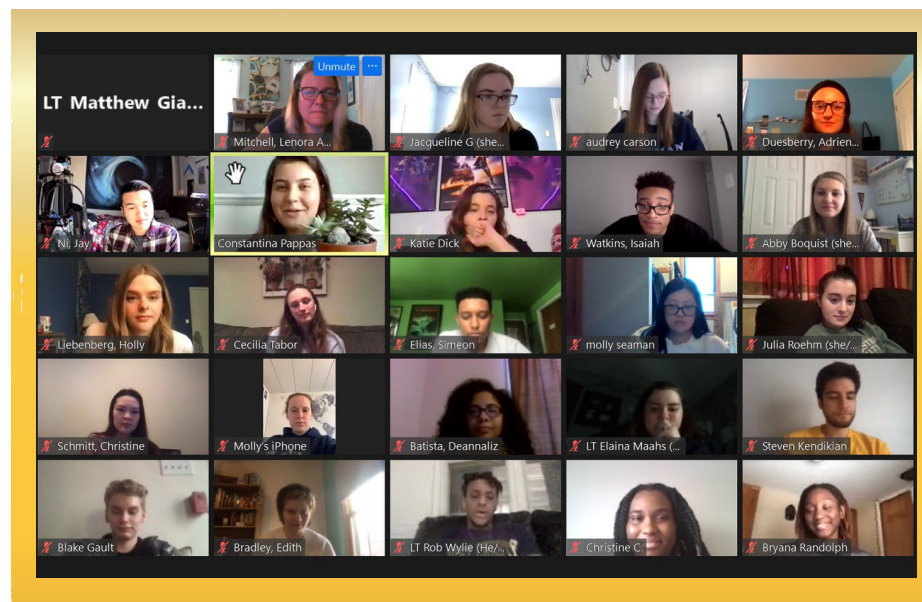 LT Matthew Gia...
Unmute ...
Mitchell, Lenora A...
Jacqueline G (she...
audrey carson
Duesberry, Adrien...
Ni, Jay
Constantina Pappas
Katie Dick
Watkins, Isaiah
Abby Boquist (she...
Liebenberg, Holly
Cecilia Tabor
Elias, Simeon
molly seaman
Julia Roehm (she/...
Schmitt, Christine
Molly's iPhone
Batista, Deannaliz
LT Elaina Maahs (...
Steven Kendikian
Blake Gault
Bradley, Edith
LT Rob Wylie (He/...
Christine C.
Bryana Randolph